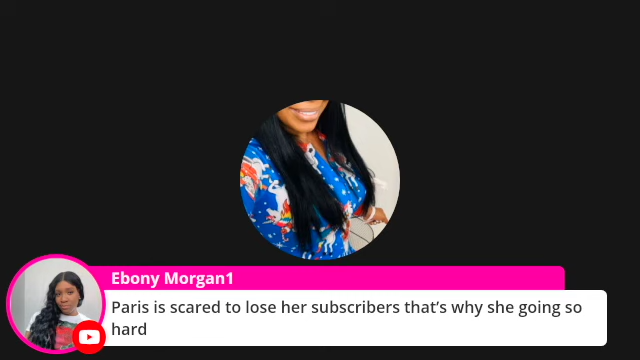 Ebony Morgan1
Paris is scared to lose her subscribers that’s why she going so
hard